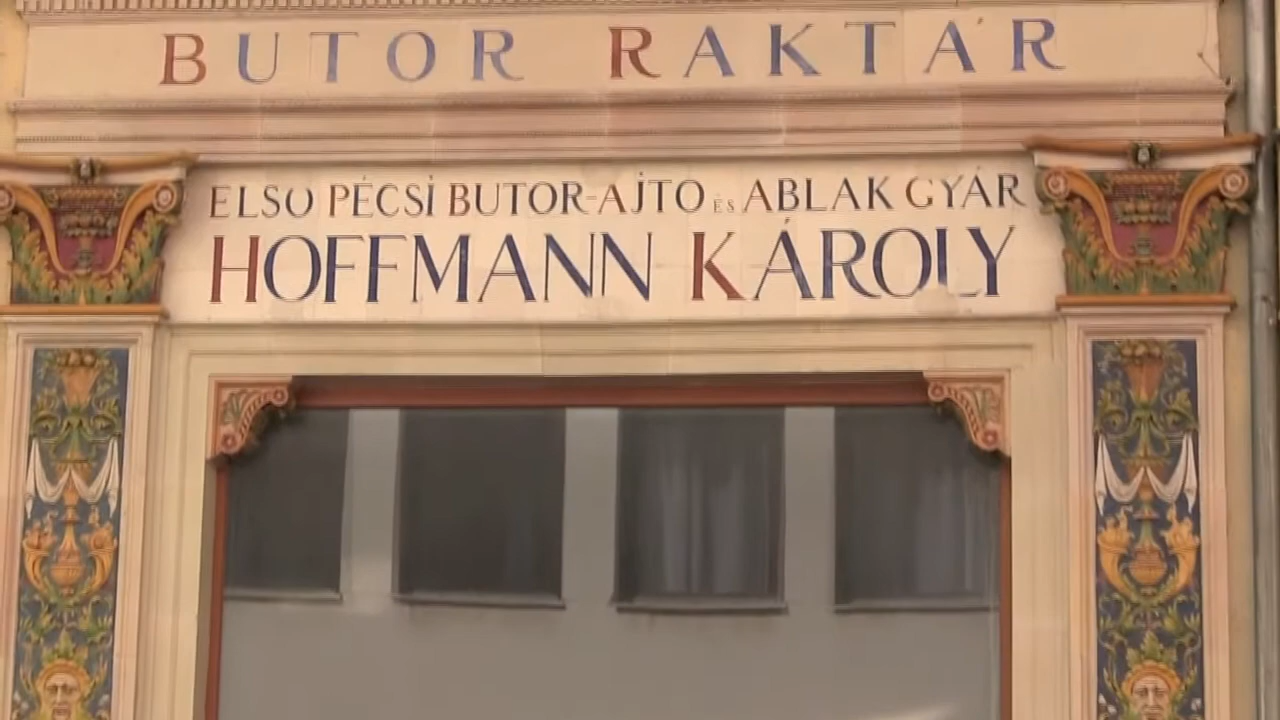 BUTOR RAKTÁR
ELSO PÉCSI BUTOR-AJTO ÉS ABLAK GYÁR
HOFFMANN KÁROLY